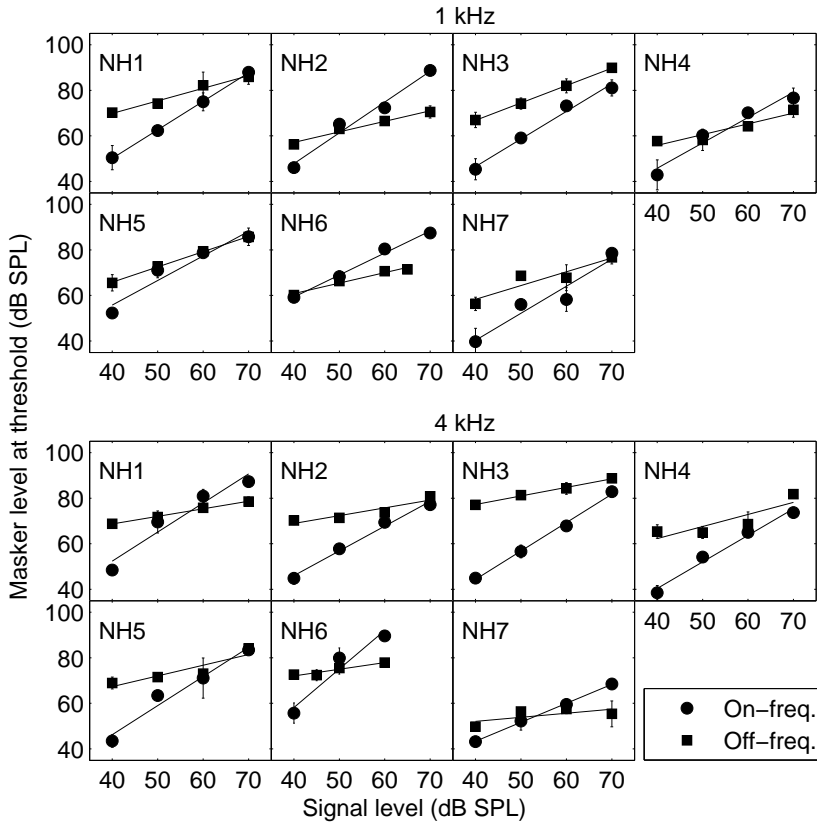 1 kHz
Masker level at threshold (dB SPL)
100
80
60
40
NH1
NH2
NH3
NH4
40 50 60 70
100
80
60
40
NH5
NH6
NH7
40 50 60 70 40 50 60 70 40 50 60 70
4 kHz
100
80
60
40
NH1
NH2
NH3
NH4
40 50 60 70
100
80
60
40
NH5
NH6
NH7
40 50 60 70 40 50 60 70 40 50 60 70
On−freq.
Off−freq.
Signal level (dB SPL)